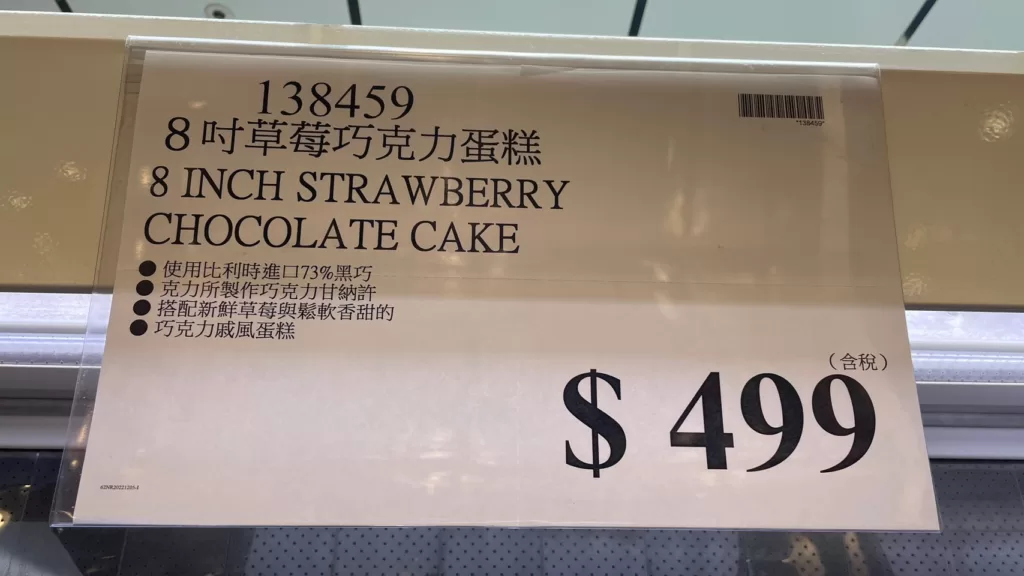 138459
*138459*
8吋草莓巧克力蛋糕
8 INCH STRAWBERRY
CHOCOLATE CAKE
●使用比利時進口73%黑巧
●克力所製作巧克力甘納許
●搭配新鮮草莓與鬆軟香甜的
●巧克力戚風蛋糕
(含稅)
$ 499